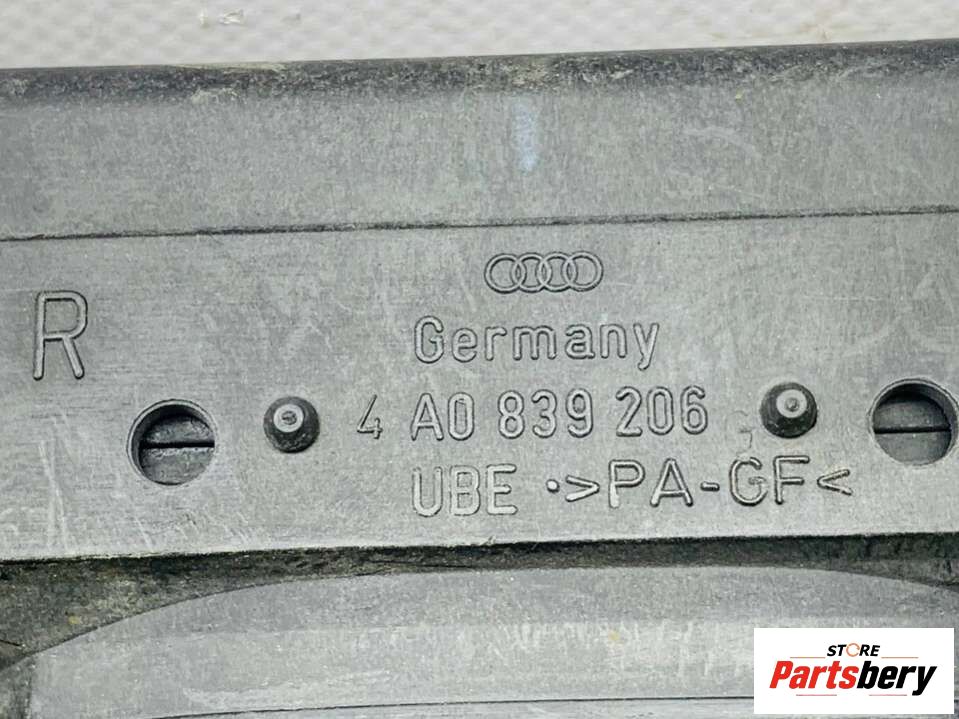 R
Germany
4 A0 839 206
UBE ·>PA-GF<
STORE
Partsbery